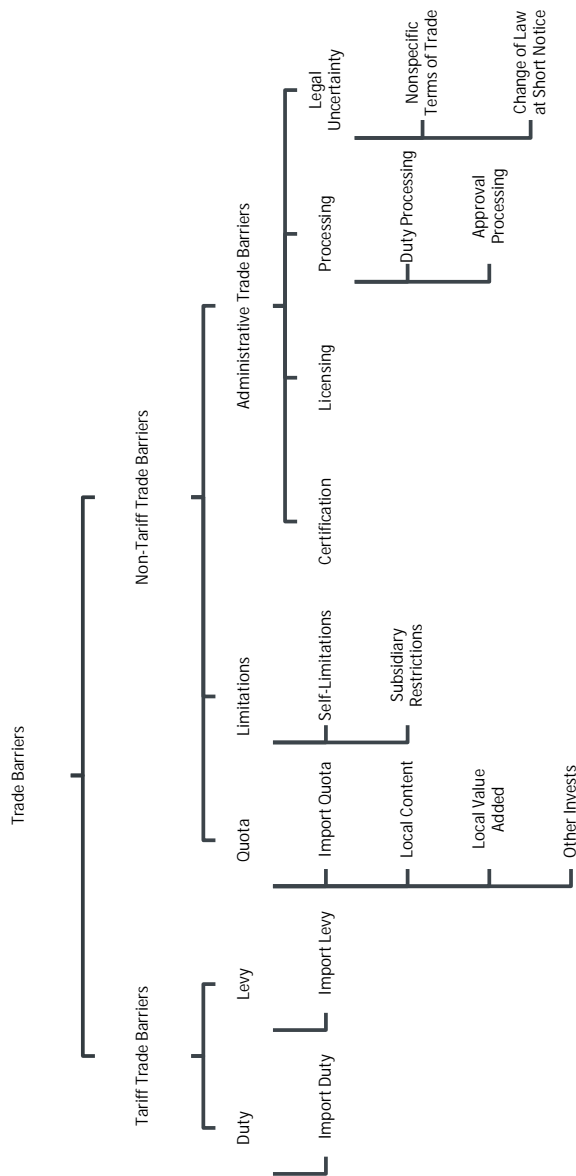 Trade Barriers
Tariff Trade Barriers
Non-Tariff Trade Barriers
Duty
Levy
Quota
Limitations
Administrative Trade Barriers
Import Duty
Import Levy
Import Quota
Local Content
Local Value
Added
Other Invests
Self-Limitations
Subsidiary
Restrictions
Certification
Licensing
Processing
Legal
Uncertainty
Duty Processing
Approval
Processing
Nonspecific
Terms of Trade
Change of Law
at Short Notice